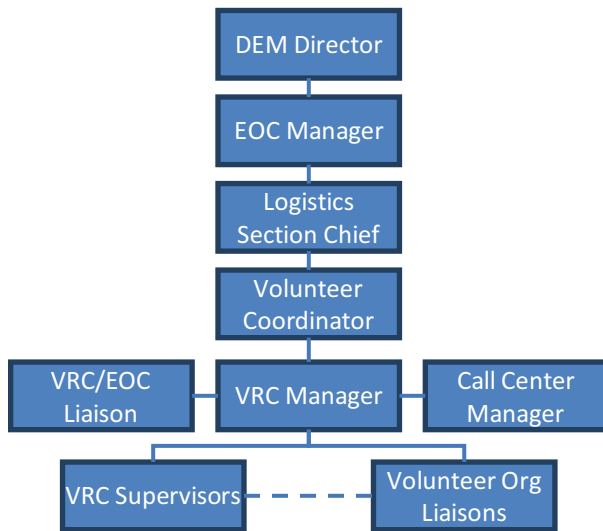 DEM Director
EOC Manager
Logistics
Section Chief
Volunteer
Coordinator
VRC/EOC
Liaison
VRC Manager
Call Center
Manager
VRC Supervisors
Volunteer Org
Liaisons